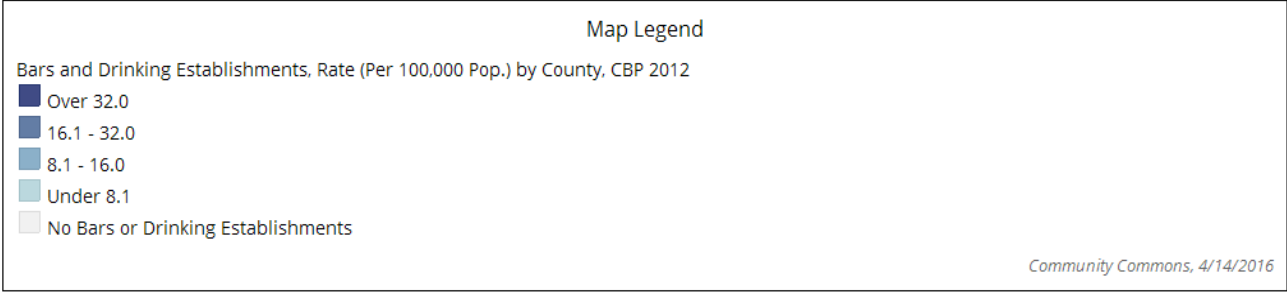 Map Legend
Bars and Drinking Establishments, Rate (Per 100,000 Pop.) by County, CBP 2012
Over 32.0
16.1 - 32.0
8.1 - 16.0
Under 8.1
No Bars or Drinking Establishments
Community Commons, 4/14/2016